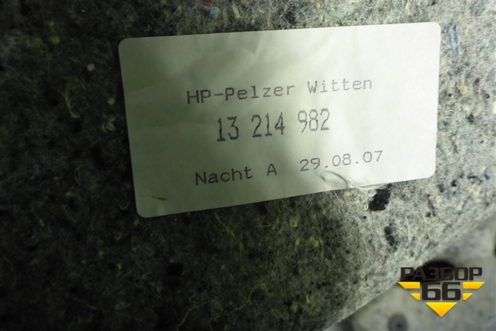 HP-Pelzer Witten
13 214 982
Nacht A 29.08.07
РАЗБОР
66